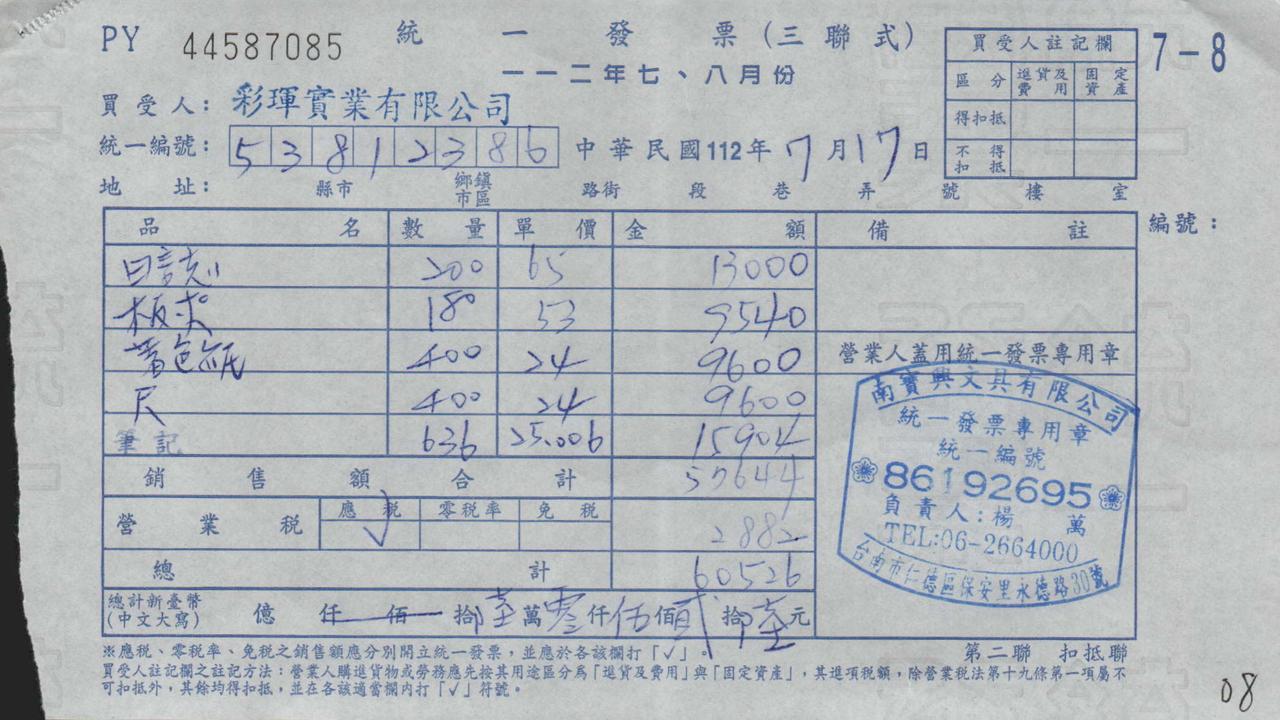 PY 44587085 統一發票(三聯式)
一一二年七、八月份
7-8
買受人註記欄
區分 進貨及費用 固定資產
得扣抵
不得扣抵
買受人: 彩琿實業有限公司
統一編號: 53812386 中華民國112年7月17日
地址: 縣市 鄉鎮市區 路街 段 巷 弄 號 樓 室
品名 數量 單價 金額 備註 編號:
200 65 13000
板求 180 53 9540
黃色紙 400 24 9600
尺 400 24 9600
筆記 636 25.006 15904
營業人蓋用統一發票專用章
南寶興文具有限公司
統一發票專用章
統一編號
86192695
負責人:楊 萬
TEL:06-2664000
台南市仁德區保安里永德路30號
銷售額合計 57644
營業稅 應稅 √ 零稅率 免稅 2882
總計 60526
總計新臺幣(中文大寫) 億 仟 佰 拾 陸萬零仟伍佰貳拾陸元
※應稅、零稅率、免稅之銷售額應分別開立統一發票,並應於各該欄打「√」。
第二聯 扣抵聯
買受人註記欄之註記方法:營業人購進貨物或勞務應先按其用途區分為「進貨及費用」與「固定資產」,其進項稅額,除營業稅法第十九條第一項屬不
可扣抵外,其餘均得扣抵,並在各該適當欄內打「√」符號。
08